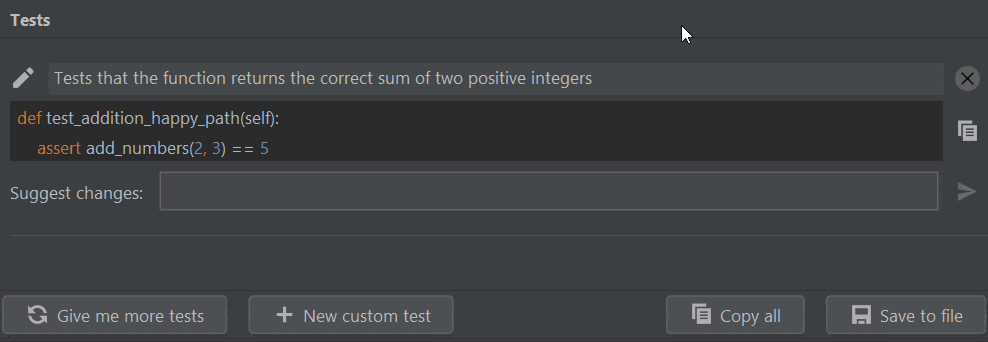 Tests
Tests that the function returns the correct sum of two positive integers
def test_addition_happy_path(self):
assert add_numbers(2, 3) == 5
Suggest changes:
Give me more tests
New custom test
Copy all
Save to file